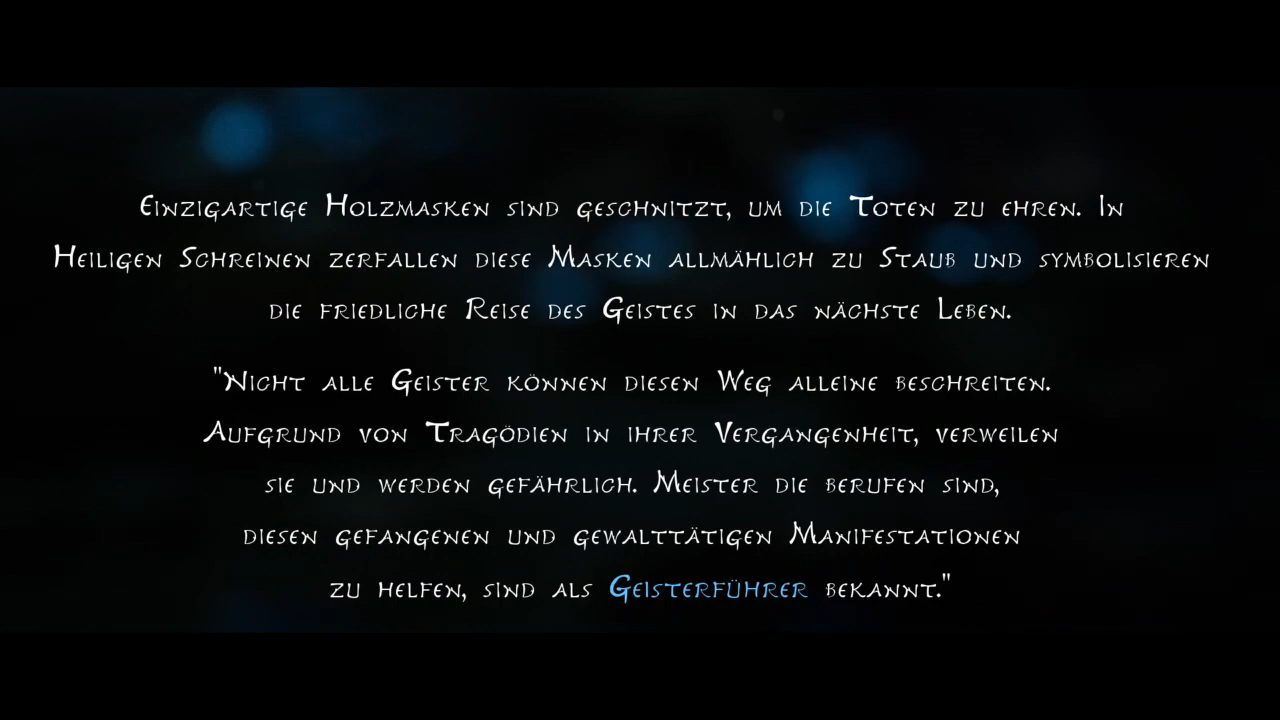 Einzigartige Holzmasken sind geschnitzt, um die Toten zu ehren. In
Heiligen Schreinen zerfallen diese Masken allmählich zu Staub und symbolisieren
die friedliche Reise des Geistes in das nächste Leben.
"Nicht alle Geister können diesen Weg alleine beschreiten.
Aufgrund von Tragödien in ihrer Vergangenheit, verweilen
sie und werden gefährlich. Meister die berufen sind,
diesen gefangenen und gewalttätigen Manifestationen
zu helfen, sind als Geisterführer bekannt."